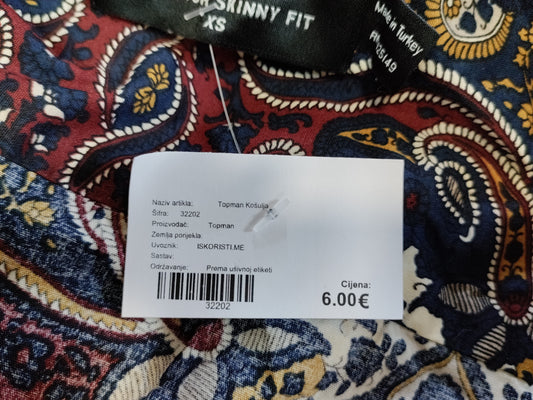 SKINNY FIT
XS
Made in Turkey
Naziv artikla: Topman Košulja
Šifra: 32202
Proizvođač: Topman
Zemlja porijekla:
Uvoznik: ISKORISTI.ME
Sastav:
Održavanje: Prema ušivnoj etiketi
32202
Cijena:
6.00€